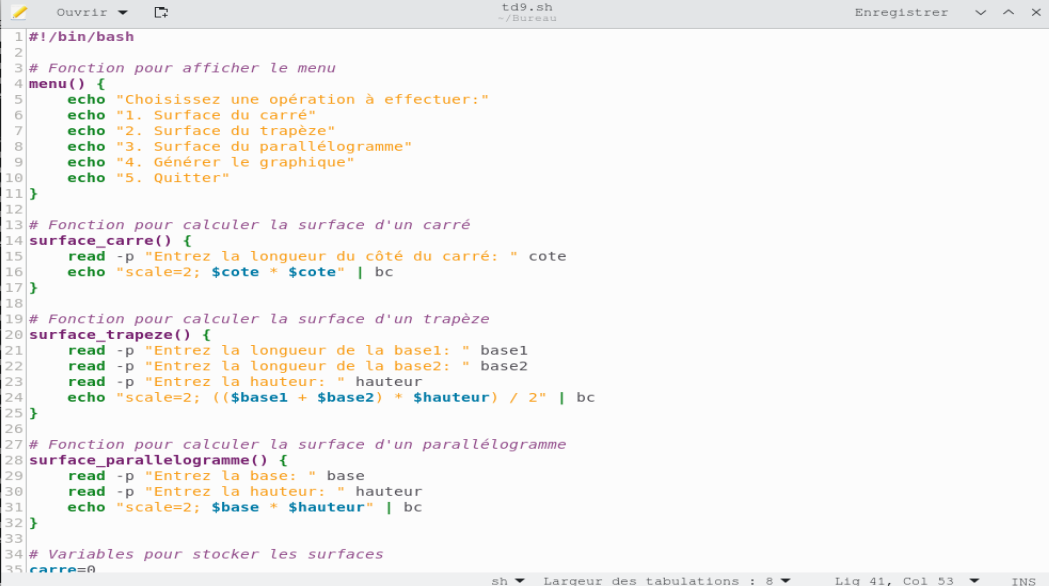 Ouvrir
td9.sh
~/Bureau
Enregistrer
1 #!/bin/bash
2
3 # Fonction pour afficher le menu
4 menu() {
5     echo "Choisissez une opération à effectuer:"
6     echo "1. Surface du carré"
7     echo "2. Surface du trapèze"
8     echo "3. Surface du parallélogramme"
9     echo "4. Générer le graphique"
10     echo "5. Quitter"
11 }
12
13 # Fonction pour calculer la surface d'un carré
14 surface_carre() {
15     read -p "Entrez la longueur du côté du carré: " cote
16     echo "scale=2; $cote * $cote" | bc
17 }
18
19 # Fonction pour calculer la surface d'un trapèze
20 surface_trapeze() {
21     read -p "Entrez la longueur de la base1: " base1
22     read -p "Entrez la longueur de la base2: " base2
23     read -p "Entrez la hauteur: " hauteur
24     echo "scale=2; (($base1 + $base2) * $hauteur) / 2" | bc
25 }
26
27 # Fonction pour calculer la surface d'un parallélogramme
28 surface_parallelogramme() {
29     read -p "Entrez la base: " base
30     read -p "Entrez la hauteur: " hauteur
31     echo "scale=2; $base * $hauteur" | bc
32 }
33
34 # Variables pour stocker les surfaces
35 carre=0
sh Largeur des tabulations : 8 Lig 41, Col 53 INS